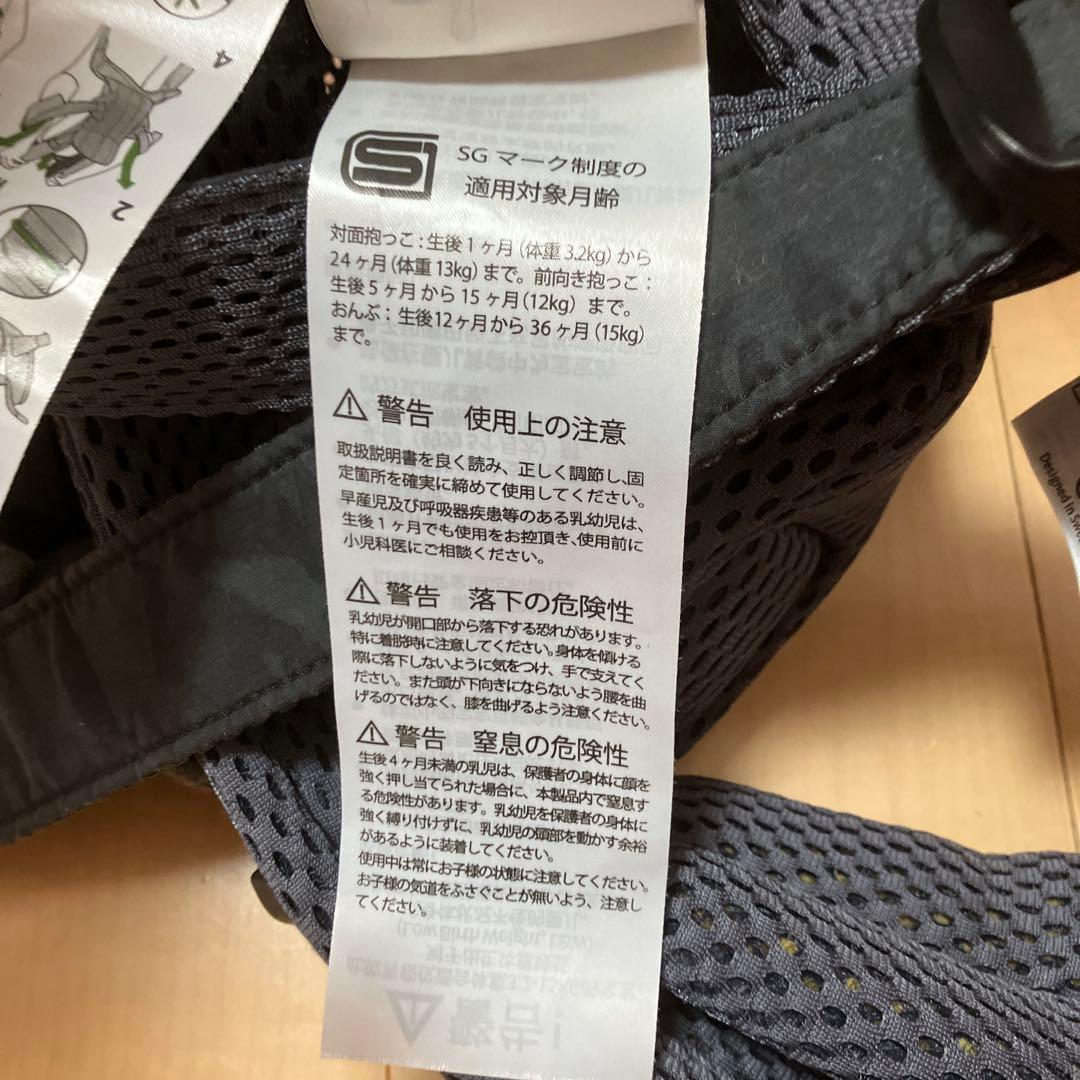 4
2
SG マーク制度の
適用対象月齢
対面抱っこ:生後1ヶ月(体重 3.2kg)から
24ヶ月(体重 13kg)まで。前向き抱っこ:
生後5ヶ月から15ヶ月(12kg)まで。
おんぶ:生後12ヶ月から36ヶ月(15kg)
まで。
警告 使用上の注意
取扱説明書を良く読み、正しく調節し、固
定箇所を確実に締めて使用してください。
早産児及び呼吸器疾患等のある乳幼児は、
生後1ヶ月でも使用をお控頂き、使用前に
小児科医にご相談ください。
警告 落下の危険性
乳幼児が開口部から落下する恐れがあります。
特に着脱時に注意してください。身体を傾ける
際に落下しないように気をつけ、手で支えてく
ださい。また頭が下向きにならないよう腰を曲
げるのではなく、膝を曲げるよう注意ください。
警告 窒息の危険性
生後4ヶ月未満の乳児は、保護者の身体に顔を
強く押し当てられた場合に、本製品内で窒息す
る危険性があります。乳幼児を保護者の身体に
強く縛り付けずに、乳幼児の頭部を動かす余裕
があるように装着してください。
使用中は常にお子様の状態に注意してください。
お子様の気道をふさぐことが無いよう、注意し
てください。
(Low Birth Weight, LBW)
警告!
Designed in